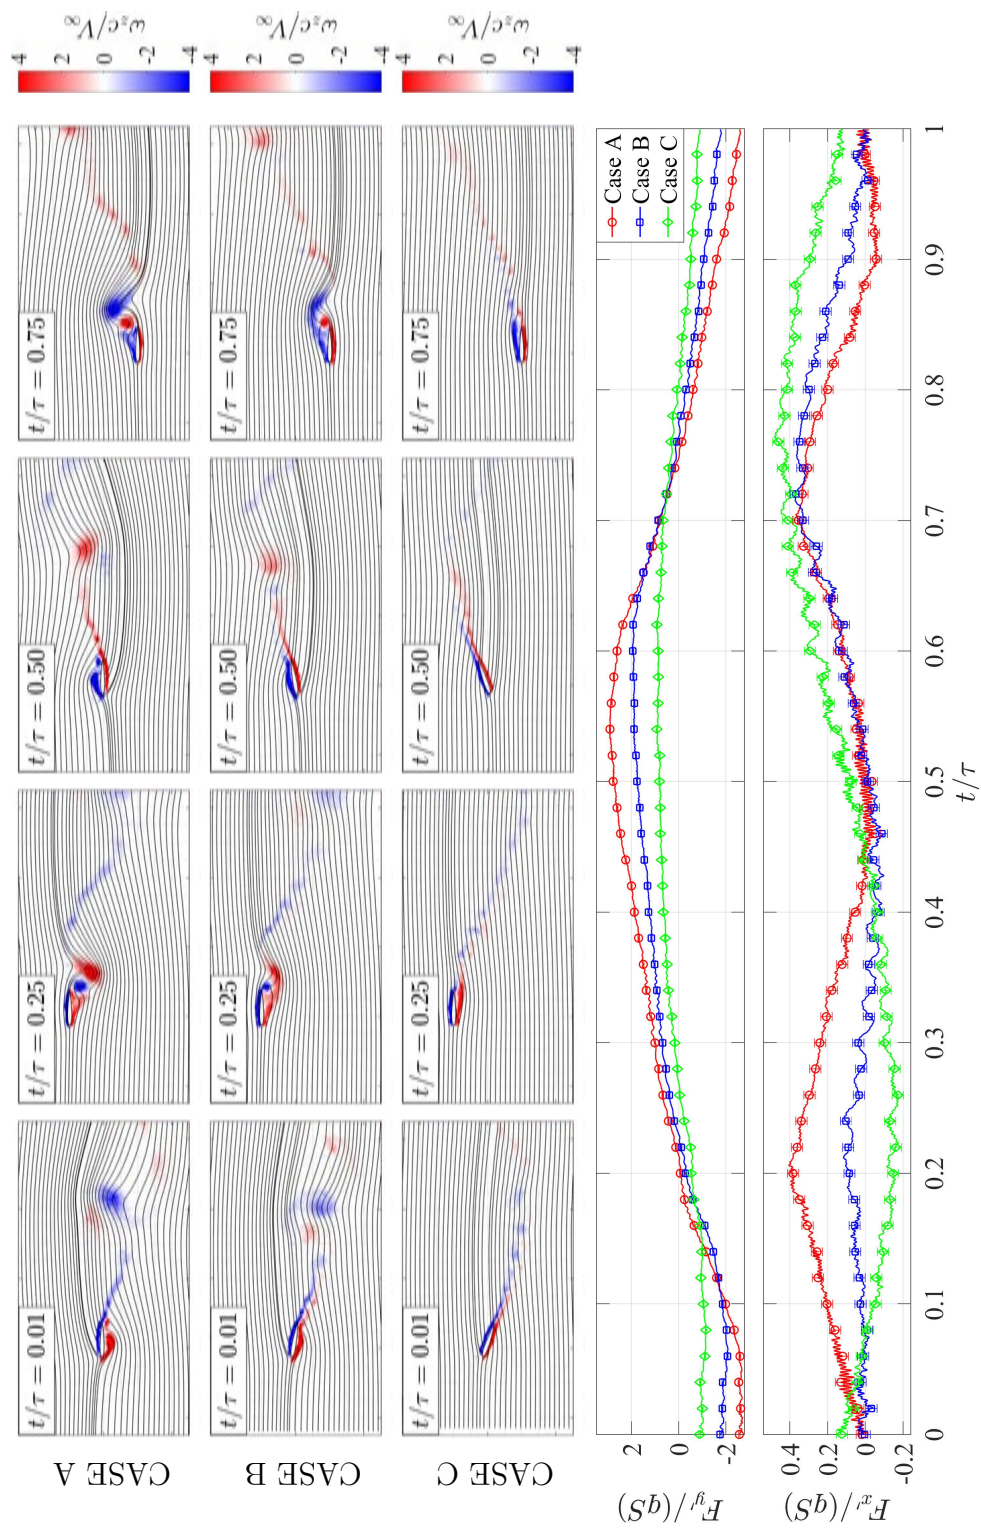 CASE A
t/τ = 0.01
t/τ = 0.25
t/τ = 0.50
t/τ = 0.75
-4
-2
0
2
4
ω_z c/V_∞
CASE B
t/τ = 0.01
t/τ = 0.25
t/τ = 0.50
t/τ = 0.75
-4
-2
0
2
4
ω_z c/V_∞
CASE C
t/τ = 0.01
t/τ = 0.25
t/τ = 0.50
t/τ = 0.75
-4
-2
0
2
4
ω_z c/V_∞
F_y'/(qS)
2
0
-2
Case A
Case B
Case C
F_x'/(qS)
0.4
0.2
0
-0.2
0
0.1
0.2
0.3
0.4
0.5
0.6
0.7
0.8
0.9
1
t/τ